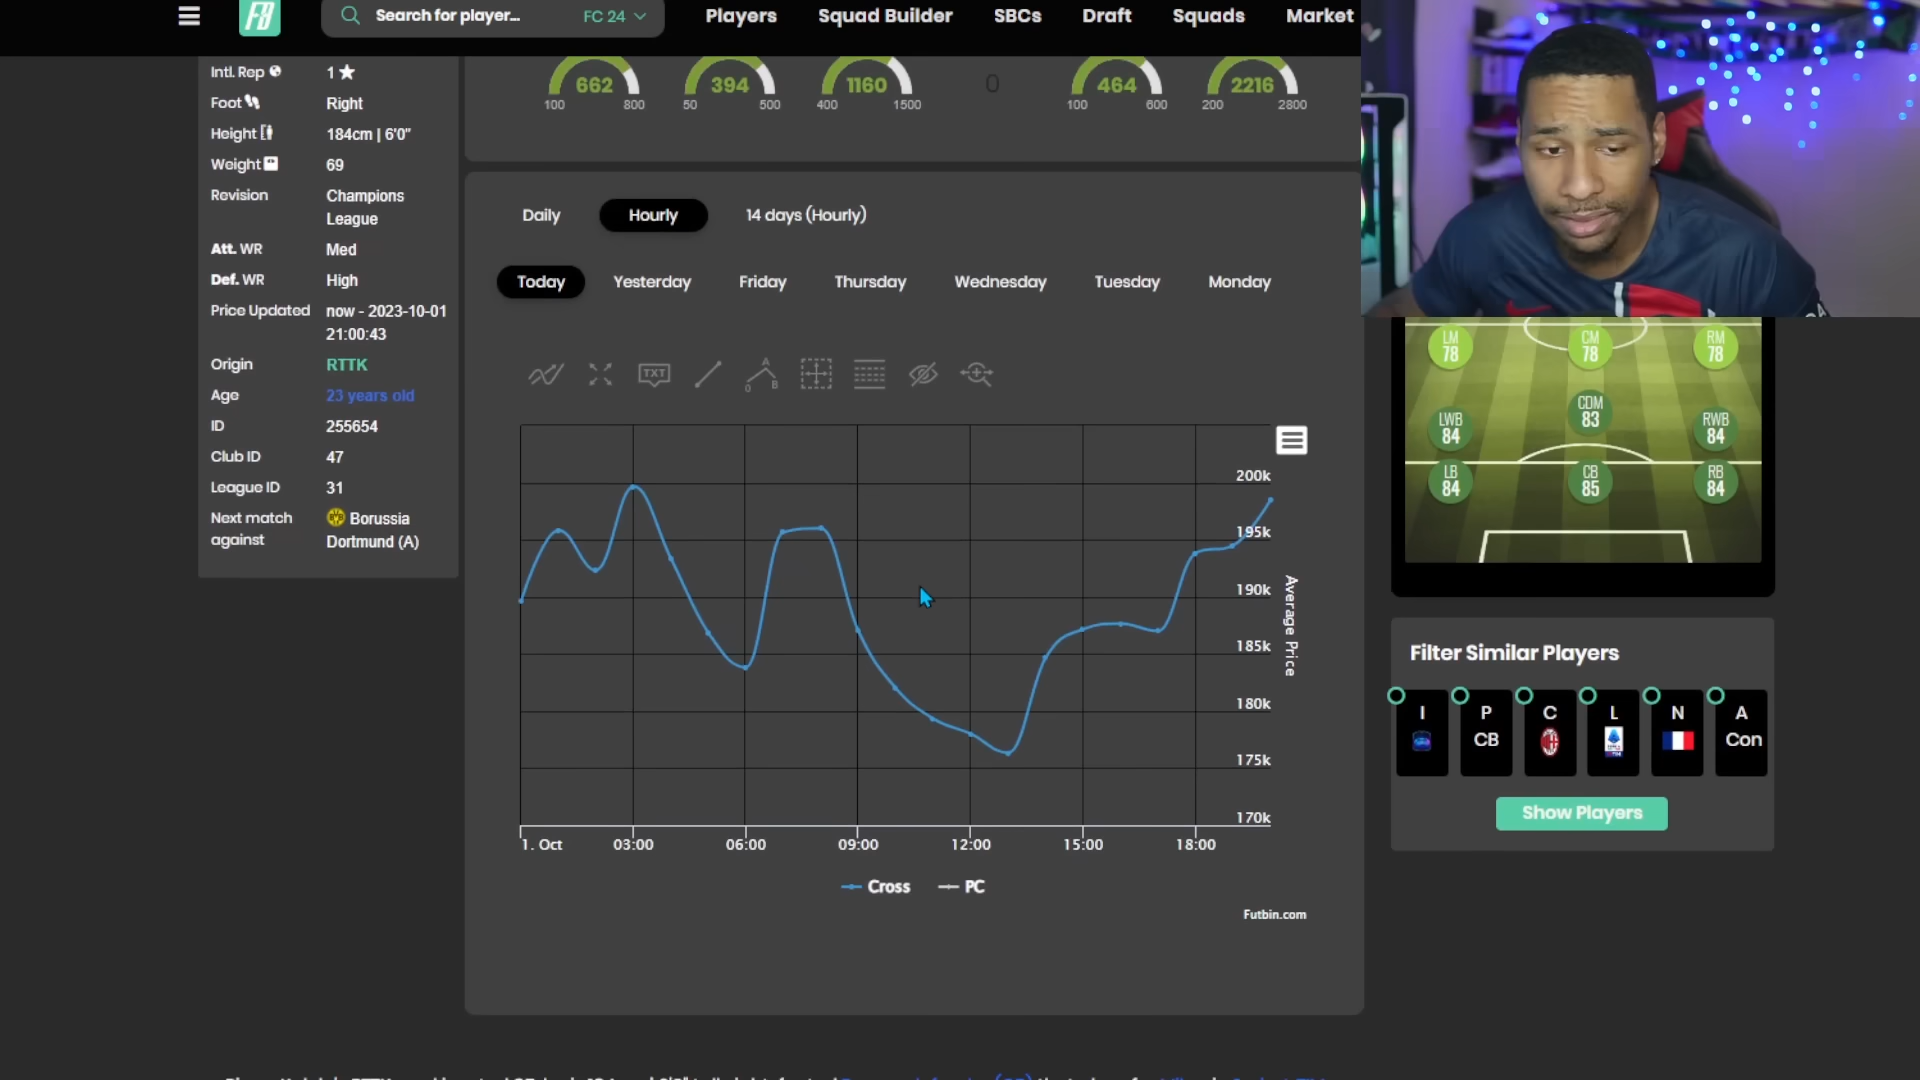 F8 Search for player... FC 24 Players Squad Builder SBCs Draft Squads Market
Intl. Rep 1
Foot Right
Height 184cm | 6'0"
Weight 69
Revision Champions League
Att. WR Med
Def. WR High
Price Updated now - 2023-10-01 21:00:43
Origin RTTK
Age 23 years old
ID 255654
Club ID 47
League ID 31
Next match against Borussia Dortmund (A)
662 394 1160 0 464 2216
100 800 50 500 400 1500 100 600 200 2800
Daily Hourly 14 days (Hourly)
Today Yesterday Friday Thursday Wednesday Tuesday Monday
TXT A 0 B
200k
195k
190k
185k
180k
175k
170k
Average Price
1. Oct 03:00 06:00 09:00 12:00 15:00 18:00
Cross PC
Futbin.com
LM 78 CM 78 RM 78
CDM 83
LWB 84 RWB 84
LB 84 CB 85 RB 84
Filter Similar Players
I P C L N A
CB Con
Show Players